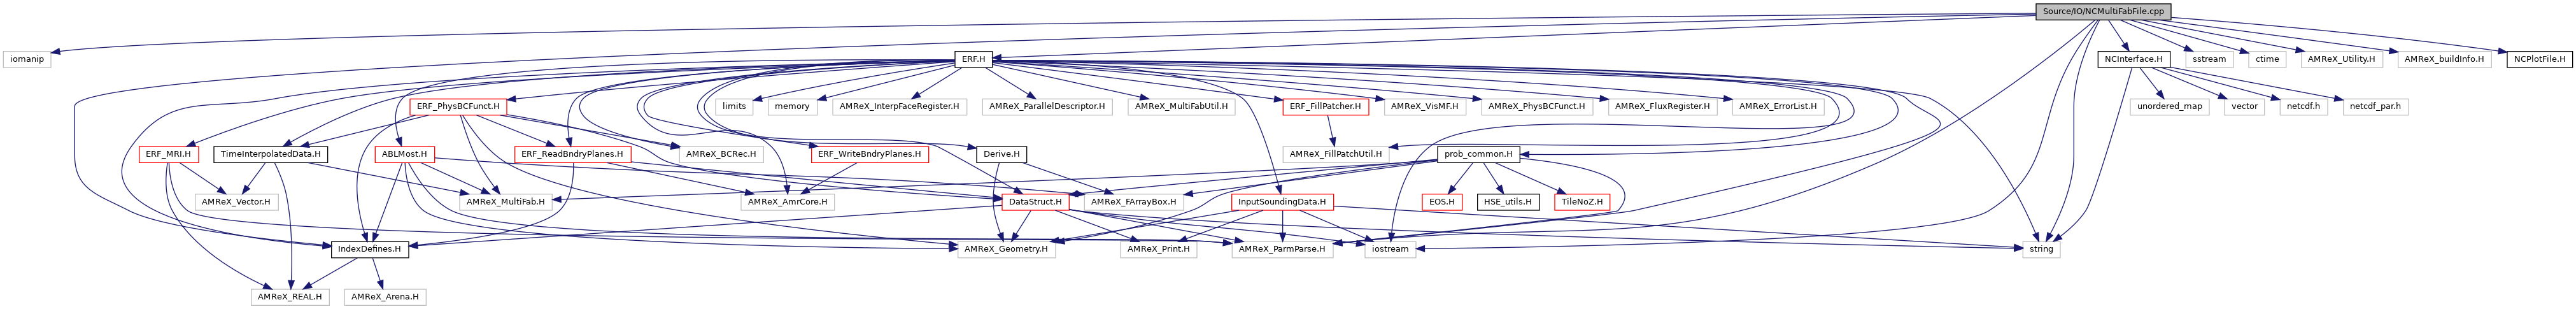 Source/IO/NCMultiFabFile.cpp
iomanip
ERF.H
NCInterface.H
sstream
ctime
AMReX_Utility.H
AMReX_buildInfo.H
NCPlotFile.H
ERF_PhysBCFunct.H
limits
memory
AMReX_InterpFaceRegister.H
AMReX_ParallelDescriptor.H
AMReX_MultiFabUtil.H
ERF_FillPatcher.H
AMReX_VisMF.H
AMReX_PhysBCFunct.H
AMReX_FluxRegister.H
AMReX_ErrorList.H
unordered_map
vector
netcdf.h
netcdf_par.h
ERF_MRI.H
TimeInterpolatedData.H
ABLMost.H
ERF_ReadBndryPlanes.H
AMReX_BCRec.H
ERF_WriteBndryPlanes.H
Derive.H
AMReX_FillPatchUtil.H
prob_common.H
AMReX_Vector.H
AMReX_MultiFab.H
AMReX_AmrCore.H
DataStruct.H
AMReX_FArrayBox.H
InputSoundingData.H
EOS.H
HSE_utils.H
TileNoZ.H
IndexDefines.H
AMReX_Geometry.H
AMReX_Print.H
AMReX_ParmParse.H
iostream
string
AMReX_REAL.H
AMReX_Arena.H